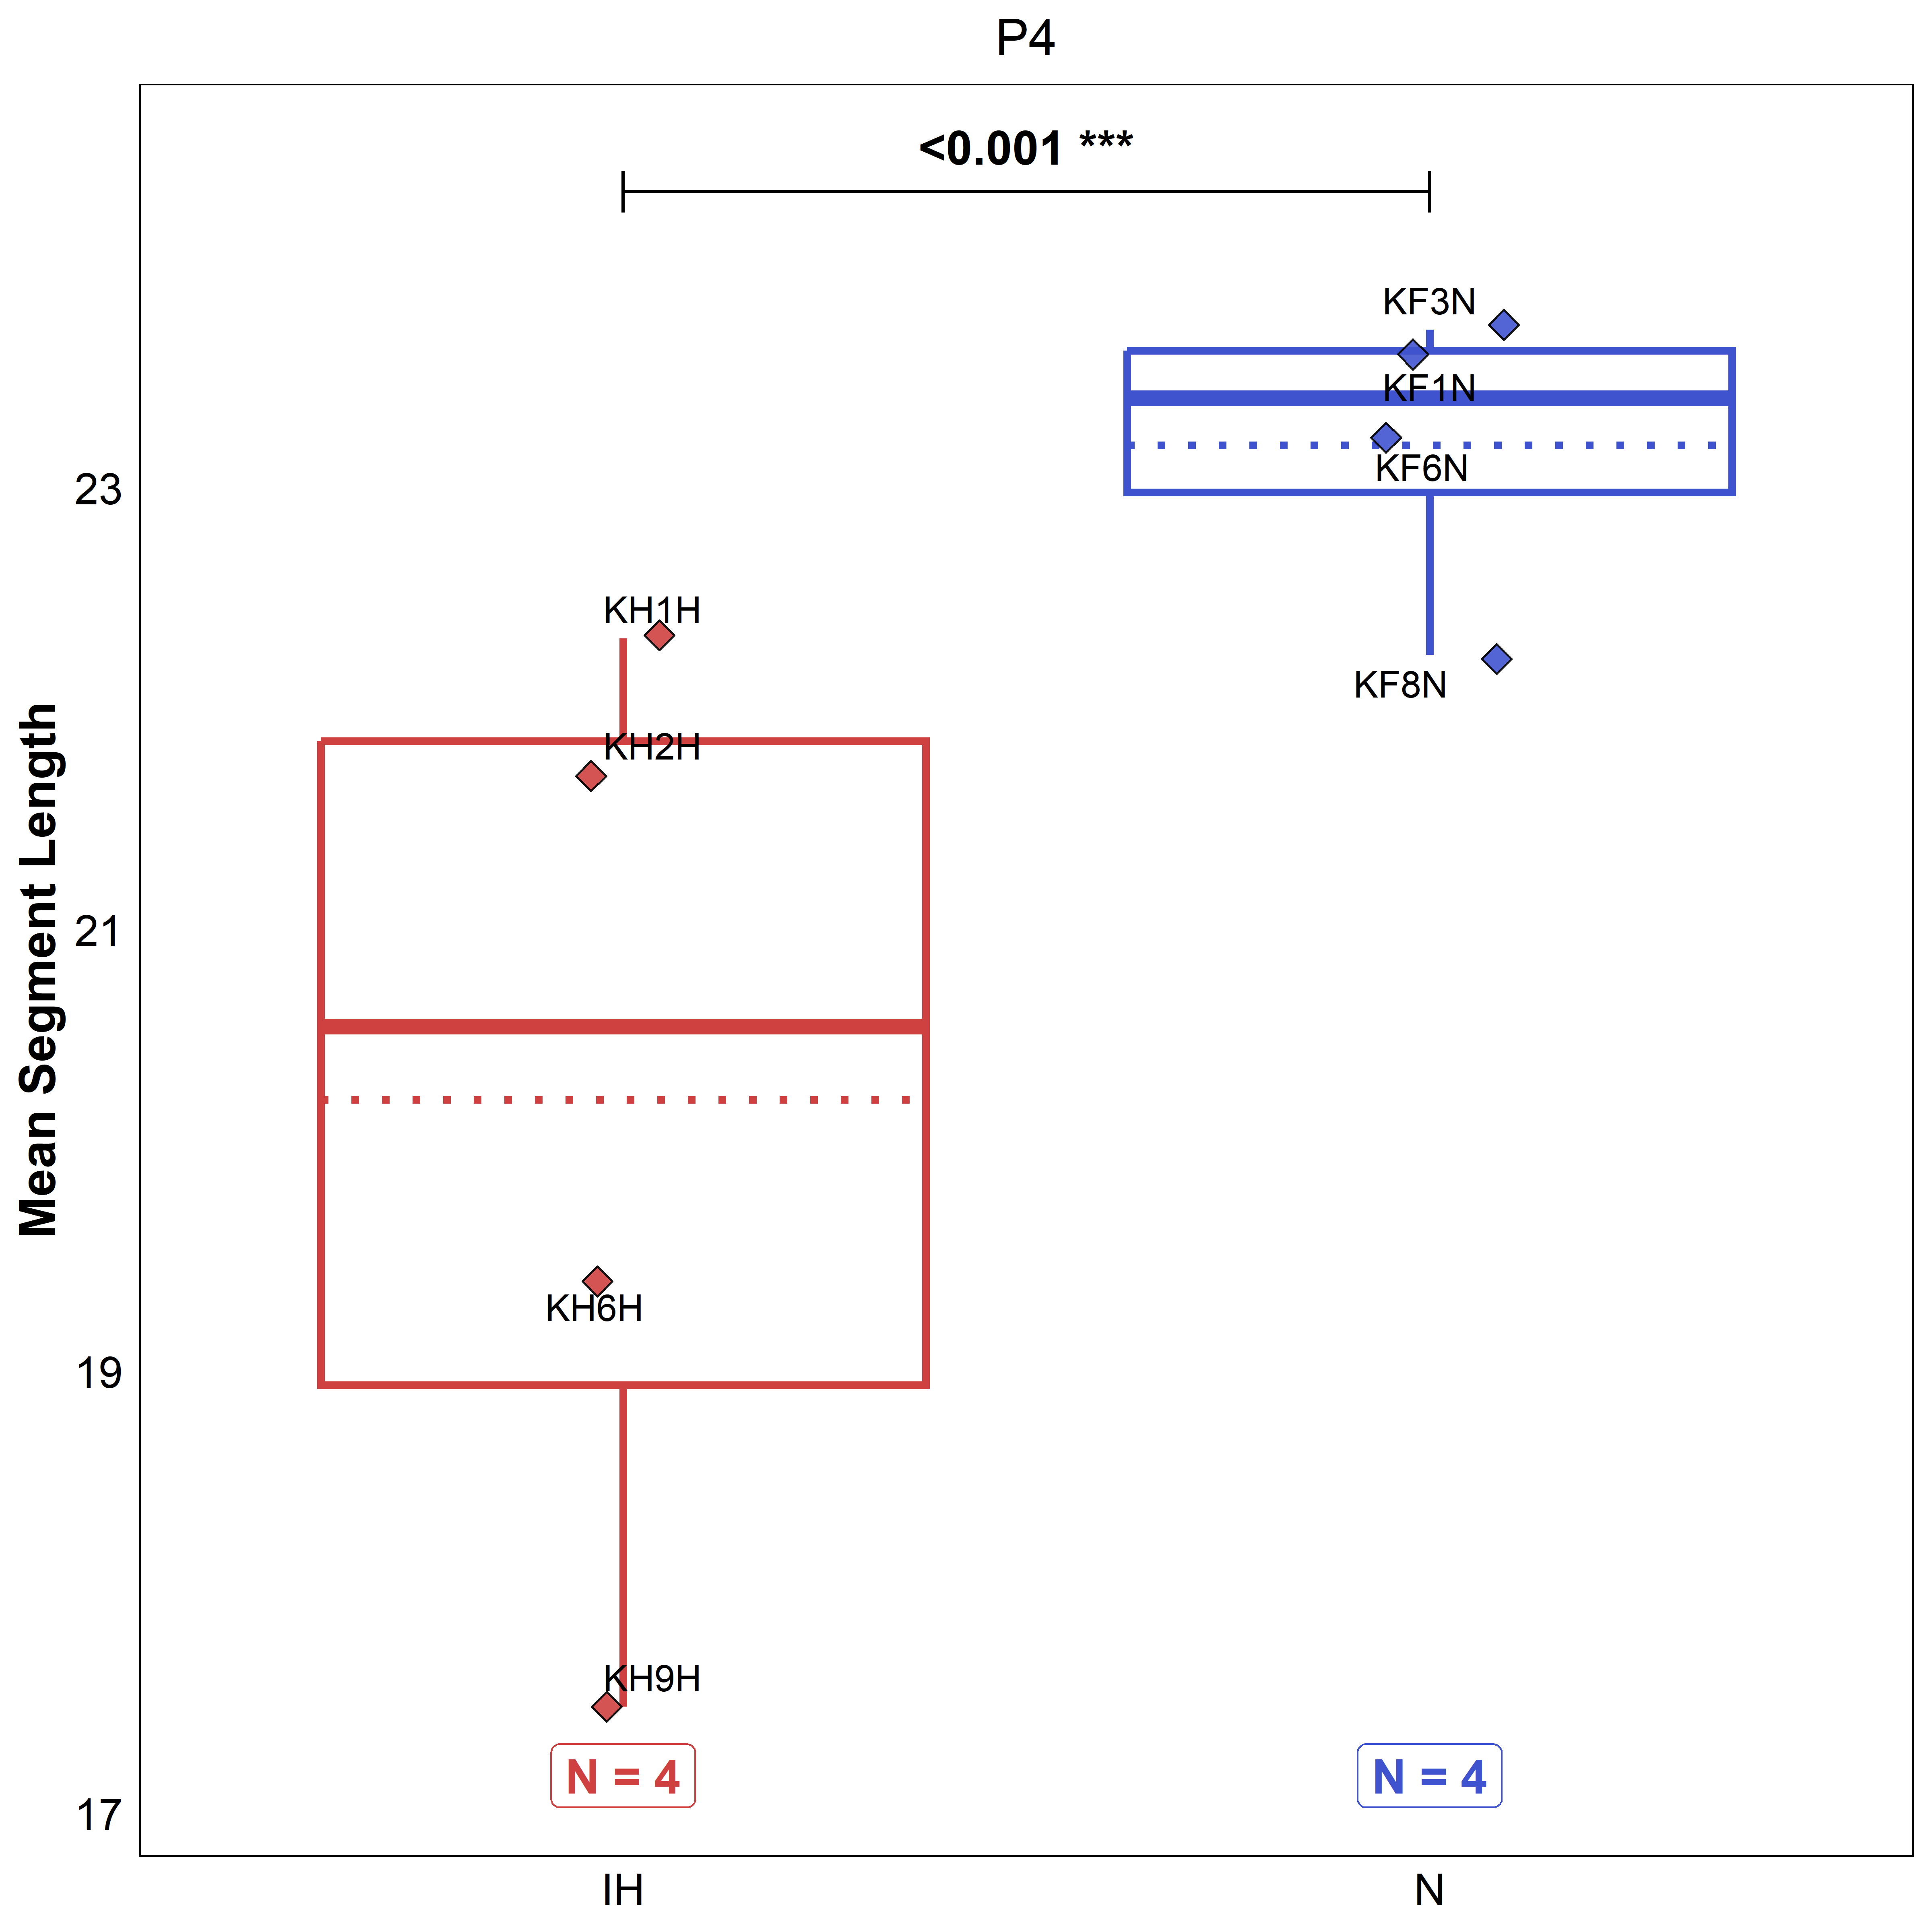 P4
<0.001 ***
KF3N
KF1N
KF6N
23
KH1H
KF8N
KH2H
Mean Segment Length
21
KH6H
19
KH9H
N = 4
N = 4
17
IH
N